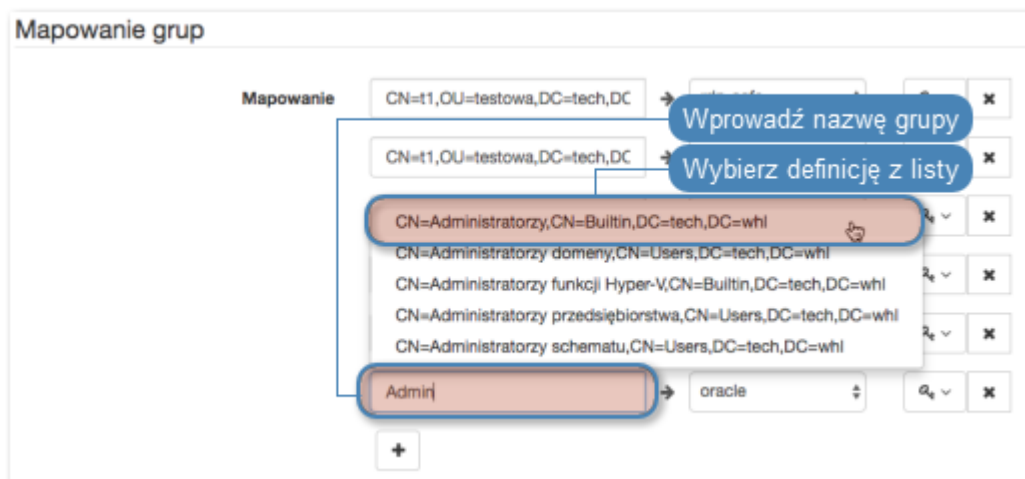 Mapowanie grup
Mapowanie
CN=t1,OU=testowa,DC=tech,DC
Wprowadź nazwę grupy
CN=t1,OU=testowa,DC=tech,DC
Wybierz definicję z listy
CN=Administratorzy,CN=Builtin,DC=tech,DC=whl
CN=Administratorzy domeny,CN=Users,DC=tech,DC=whl
CN=Administratorzy funkcji Hyper-V,CN=Builtin,DC=tech,DC=whl
CN=Administratorzy przedsiębiorstwa,CN=Users,DC=tech,DC=whl
CN=Administratorzy schematu,CN=Users,DC=tech,DC=whl
Admin
oracle